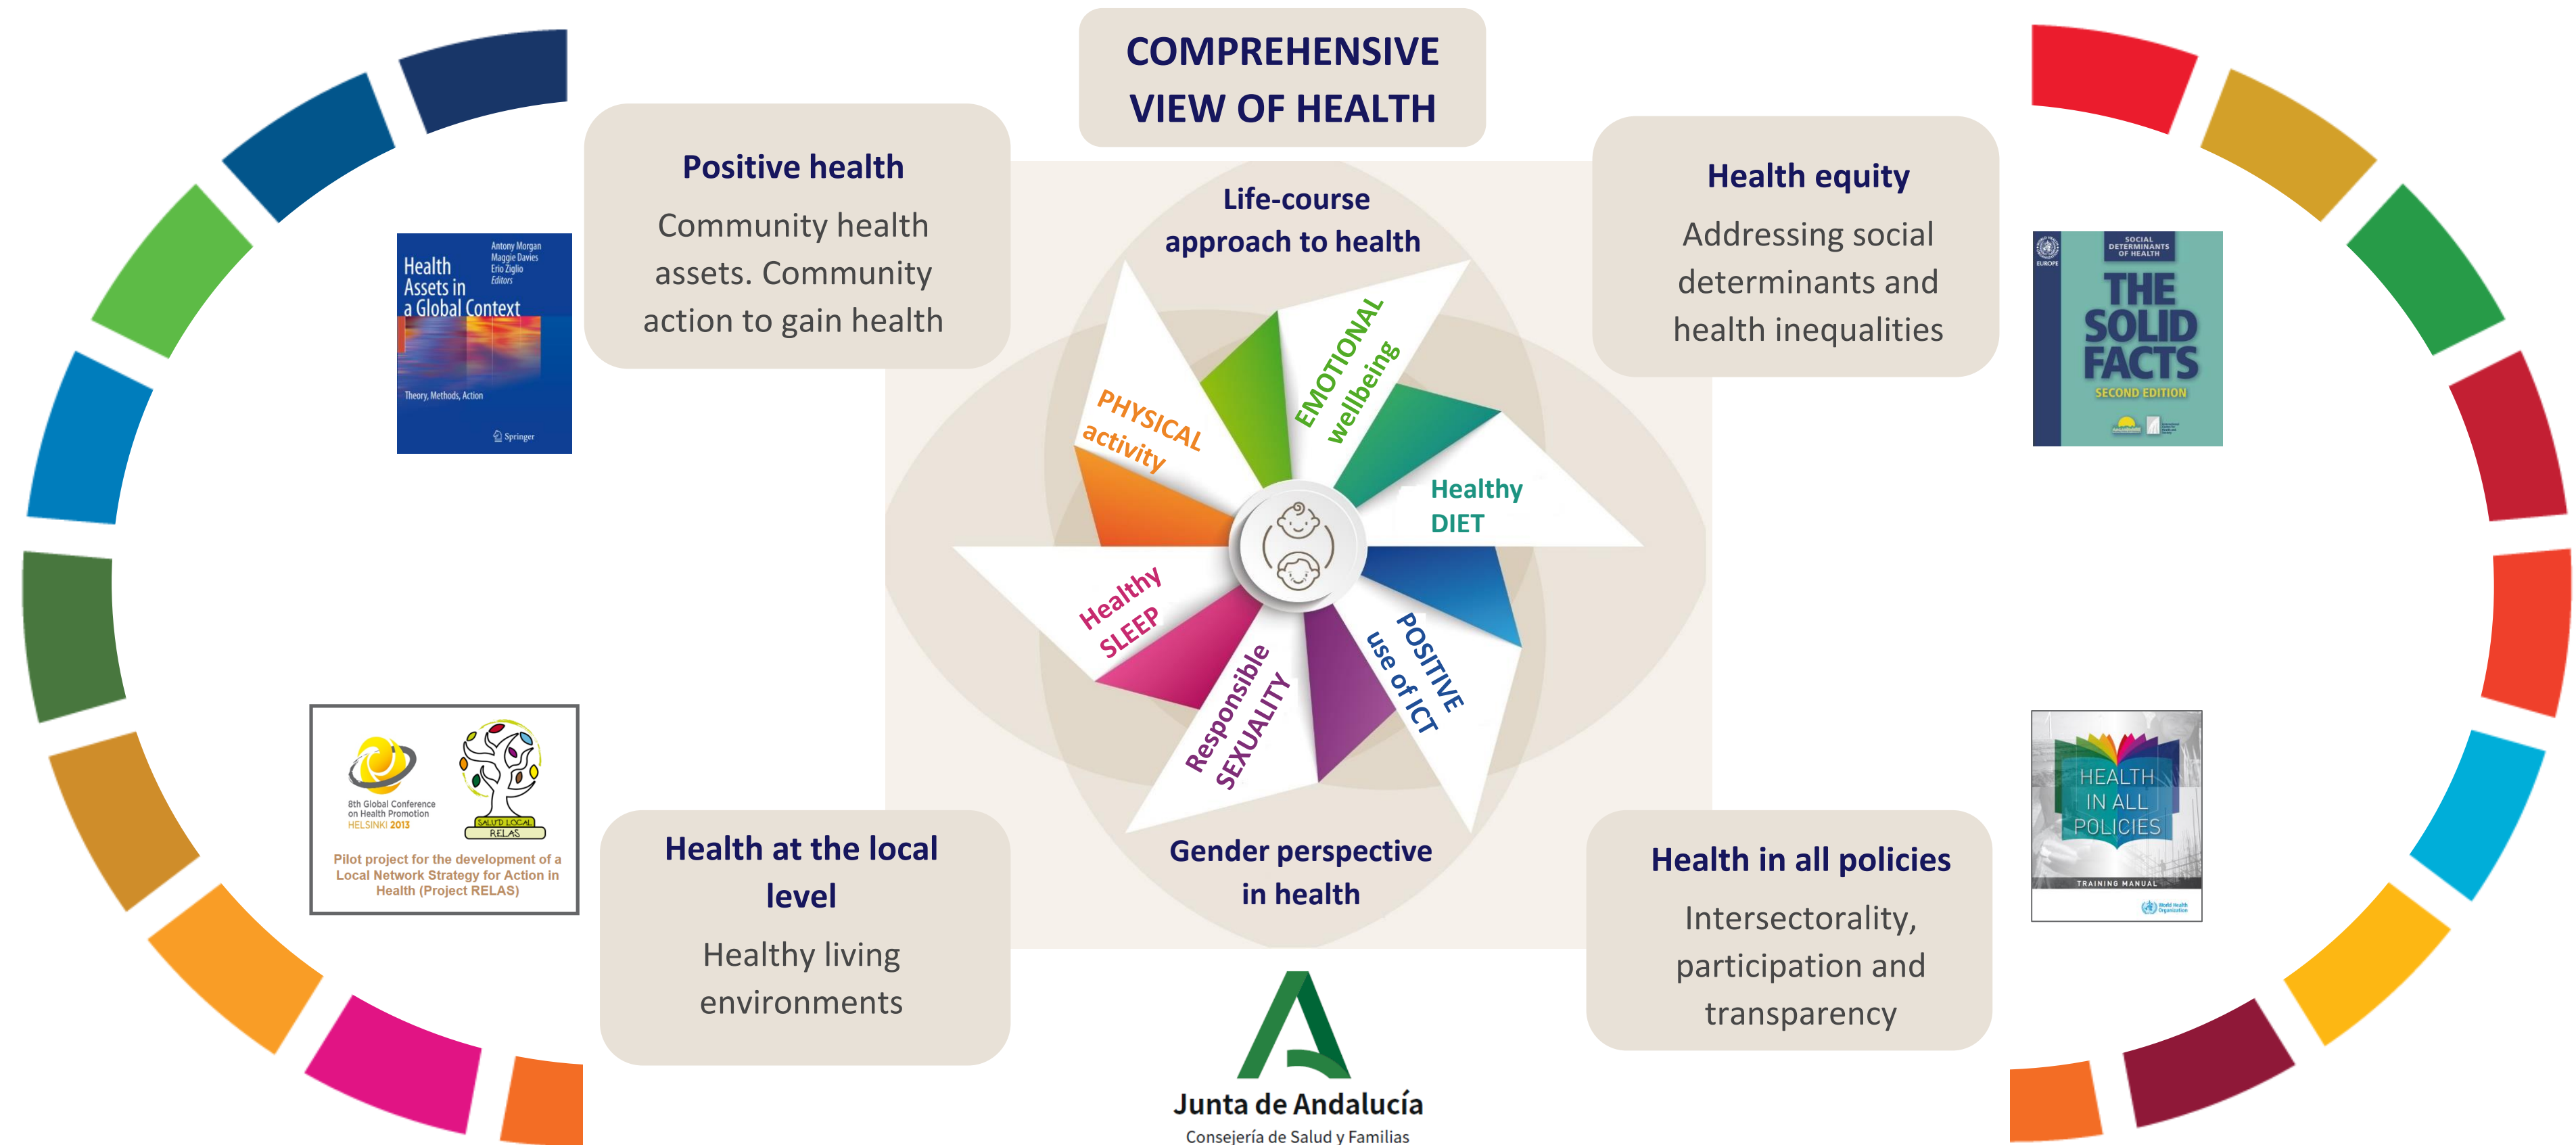 COMPREHENSIVE
VIEW OF HEALTH
Positive health
Community health
assets. Community
action to gain health
Health equity
Addressing social
determinants and
health inequalities
Life-course
approach to health
Antony Morgan
Maggie Davies
Erio Ziglio
Editors
Health
Assets in
a Global Context
Theory, Methods, Action
Springer
SOCIAL
DETERMINANTS
OF HEALTH
EUROPE
THE
SOLID
FACTS
SECOND EDITION
PHYSICAL
activity
EMOTIONAL
wellbeing
Healthy
DIET
Healthy
SLEEP
Responsible
SEXUALITY
POSITIVE
use of ICT
8th Global Conference
on Health Promotion
HELSINKI 2013
SALUD LOCAL
RELAS
Pilot project for the development of a
Local Network Strategy for Action in
Health (Project RELAS)
HEALTH
IN ALL
POLICIES
TRAINING MANUAL
World Health
Organization
Health at the local
level
Healthy living
environments
Gender perspective
in health
Health in all policies
Intersectorality,
participation and
transparency
Junta de Andalucía
Consejería de Salud y Familias